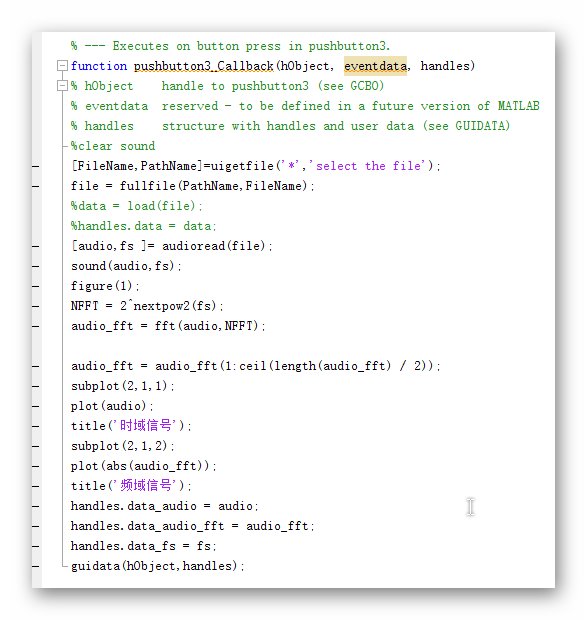 % --- Executes on button press in pushbutton3.
function pushbutton3_Callback(hObject, eventdata, handles)
% hObject    handle to pushbutton3 (see GCBO)
% eventdata  reserved - to be defined in a future version of MATLAB
% handles    structure with handles and user data (see GUIDATA)
%clear sound
[FileName,PathName]=uigetfile('*','select the file');
file = fullfile(PathName,FileName);
%data = load(file);
%handles.data = data;
[audio,fs ]= audioread(file);
sound(audio,fs);
figure(1);
NFFT = 2^nextpow2(fs);
audio_fft = fft(audio,NFFT);
audio_fft = audio_fft(1:ceil(length(audio_fft) / 2));
subplot(2,1,1);
plot(audio);
title('时域信号');
subplot(2,1,2);
plot(abs(audio_fft));
title('频域信号');
handles.data_audio = audio;
handles.data_audio_fft = audio_fft;
handles.data_fs = fs;
guidata(hObject,handles);